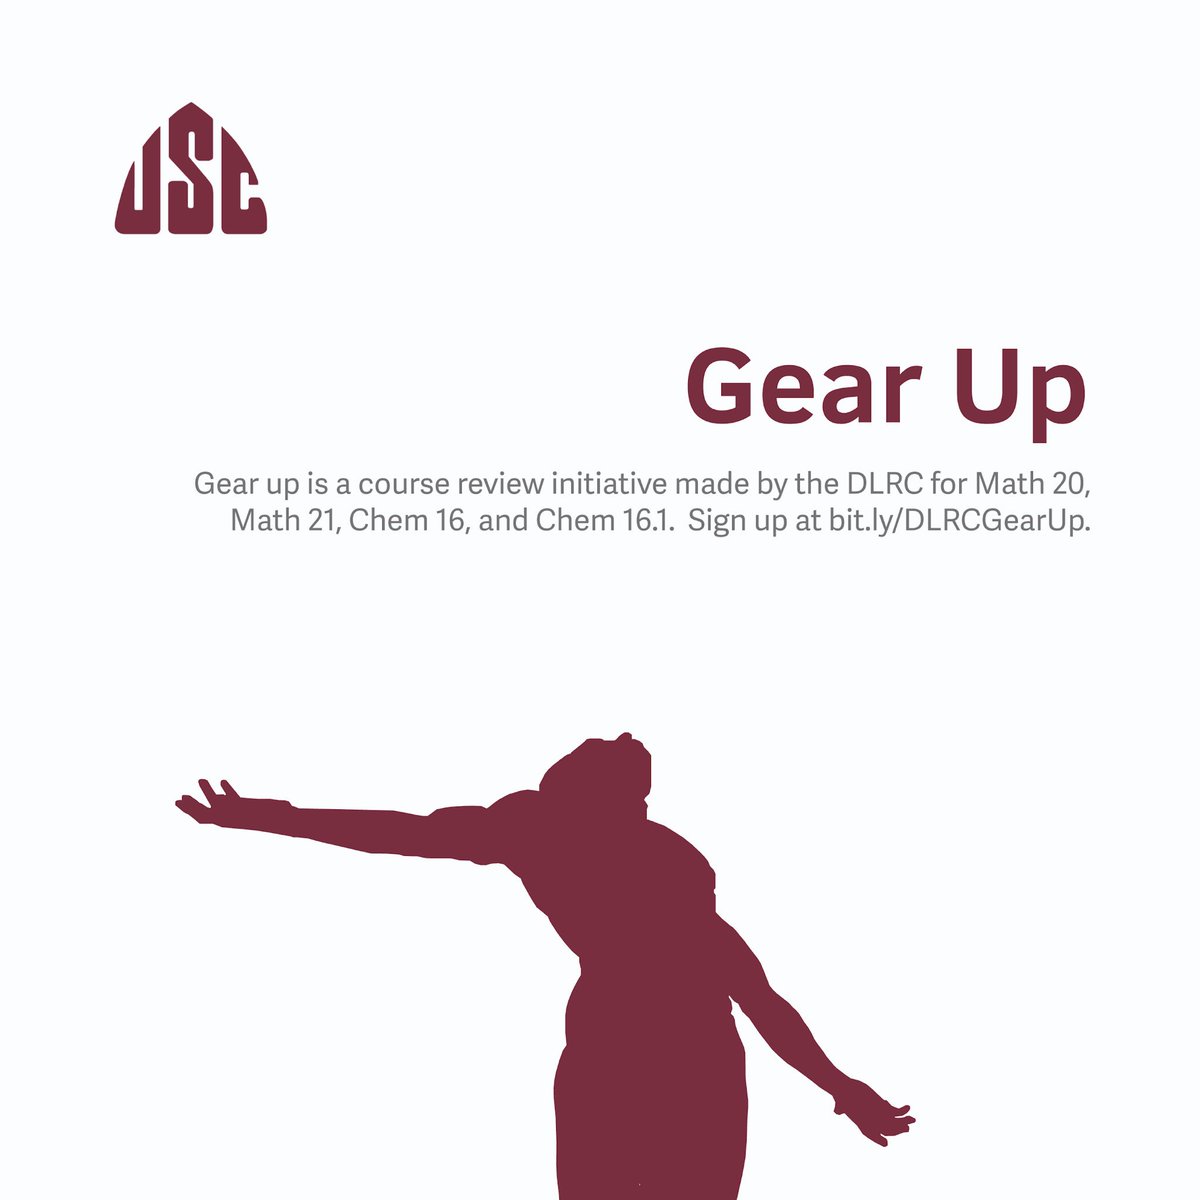 USC
Gear Up
Gear up is a course review initiative made by the DLRC for Math 20,
Math 21, Chem 16, and Chem 16.1.  Sign up at bit.ly/DLRCGearUp.